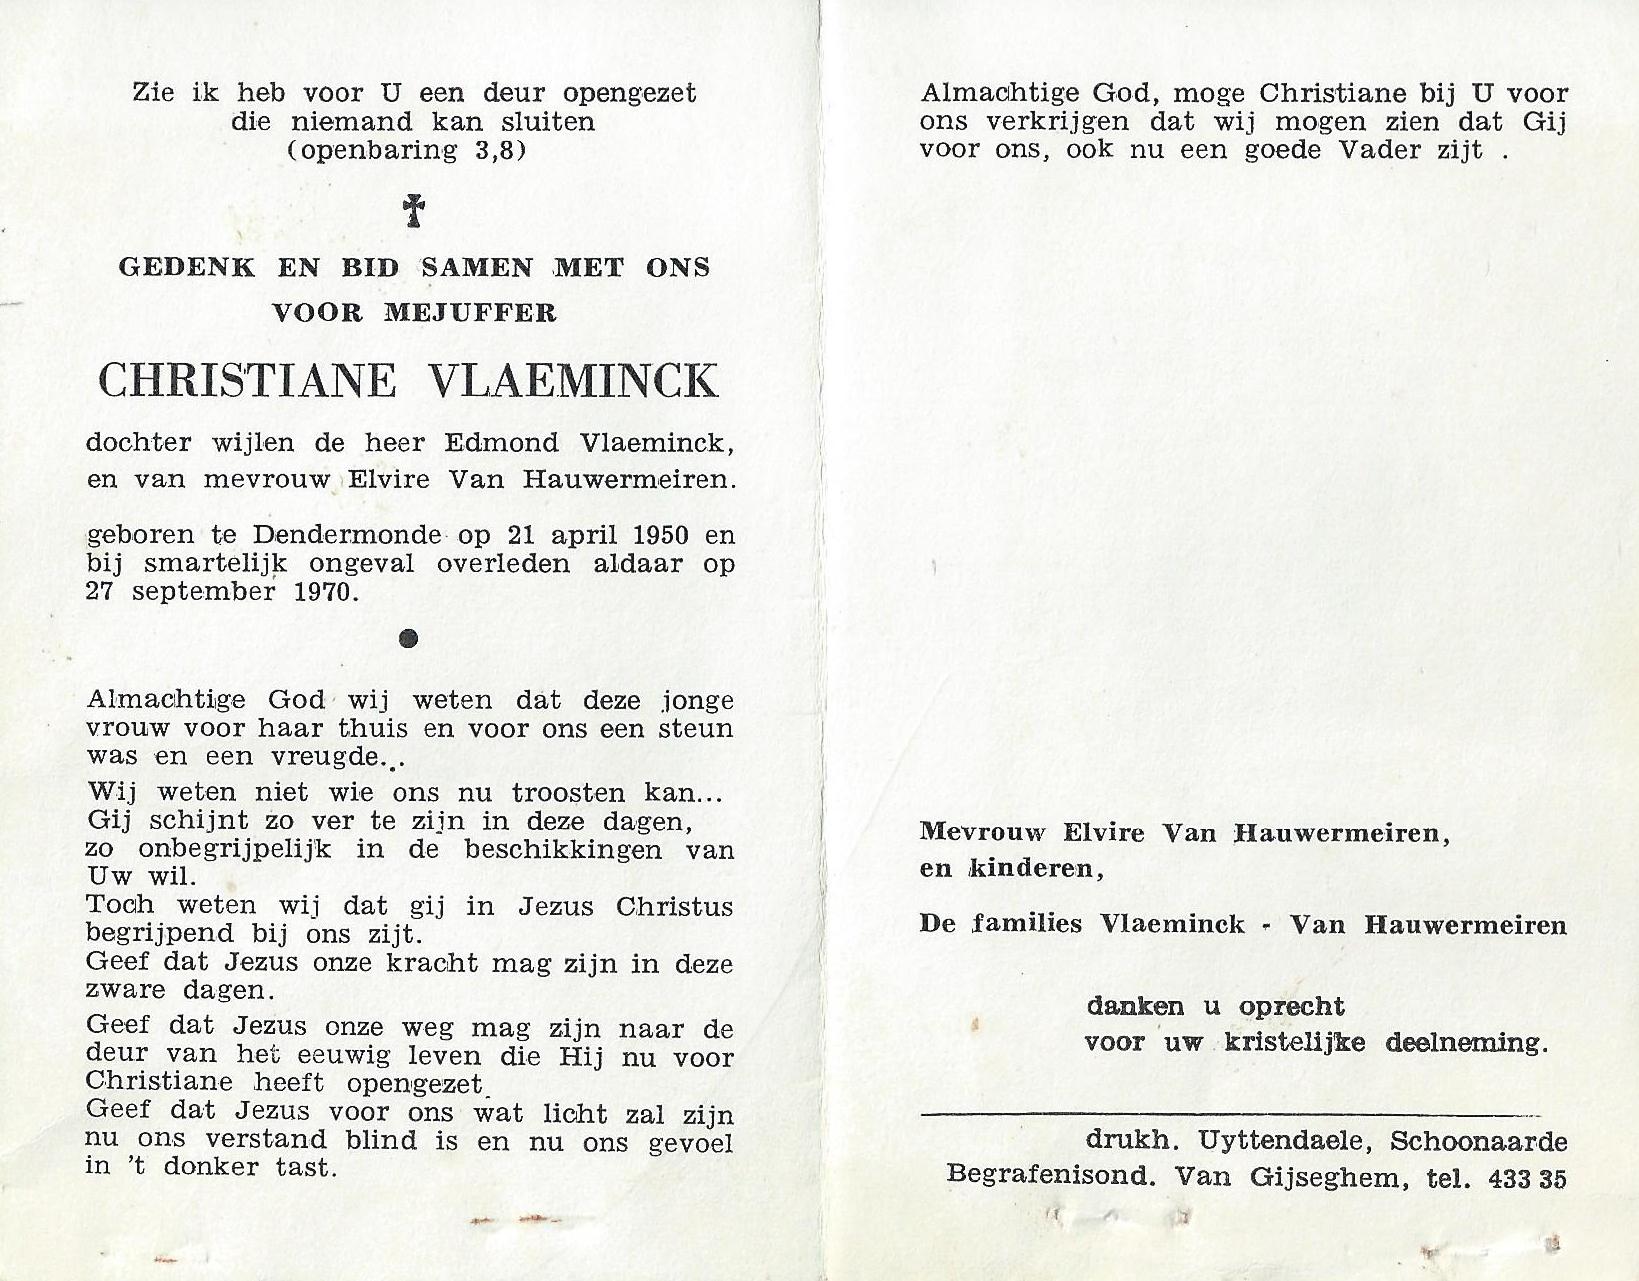 Zie ik heb voor U een deur opengezet
die niemand kan sluiten
(openbaring 3,8)
GEDENK EN BID SAMEN MET ONS
VOOR MEJUFFER
CHRISTIANE VLAEMINCK
dochter wijlen de heer Edmond Vlaeminck,
en van mevrouw Elvire Van Hauwermeiren.
geboren te Dendermonde op 21 april 1950 en
bij smartelijk ongeval overleden aldaar op
27 september 1970.
Almachtige God wij weten dat deze jonge
vrouw voor haar thuis en voor ons een steun
was en een vreugde...
Wij weten niet wie ons nu troosten kan...
Gij schijnt zo ver te zijn in deze dagen,
zo onbegrijpelijk in de beschikkingen van
Uw wil.
Toch weten wij dat gij in Jezus Christus
begrijpend bij ons zijt.
Geef dat Jezus onze kracht mag zijn in deze
zware dagen.
Geef dat Jezus onze weg mag zijn naar de
deur van het eeuwig leven die Hij nu voor
Christiane heeft opengezet.
Geef dat Jezus voor ons wat licht zal zijn
nu ons verstand blind is en nu ons gevoel
in 't donker tast.
Almachtige God, moge Christiane bij U voor
ons verkrijgen dat wij mogen zien dat Gij
voor ons, ook nu een goede Vader zijt .
Mevrouw Elvire Van Hauwermeiren,
en kinderen,
De families Vlaeminck - Van Hauwermeiren
danken u oprecht
voor uw kristelijke deelneming.
drukh. Uyttendaele, Schoonaarde
Begrafenisond. Van Gijseghem, tel. 433 35